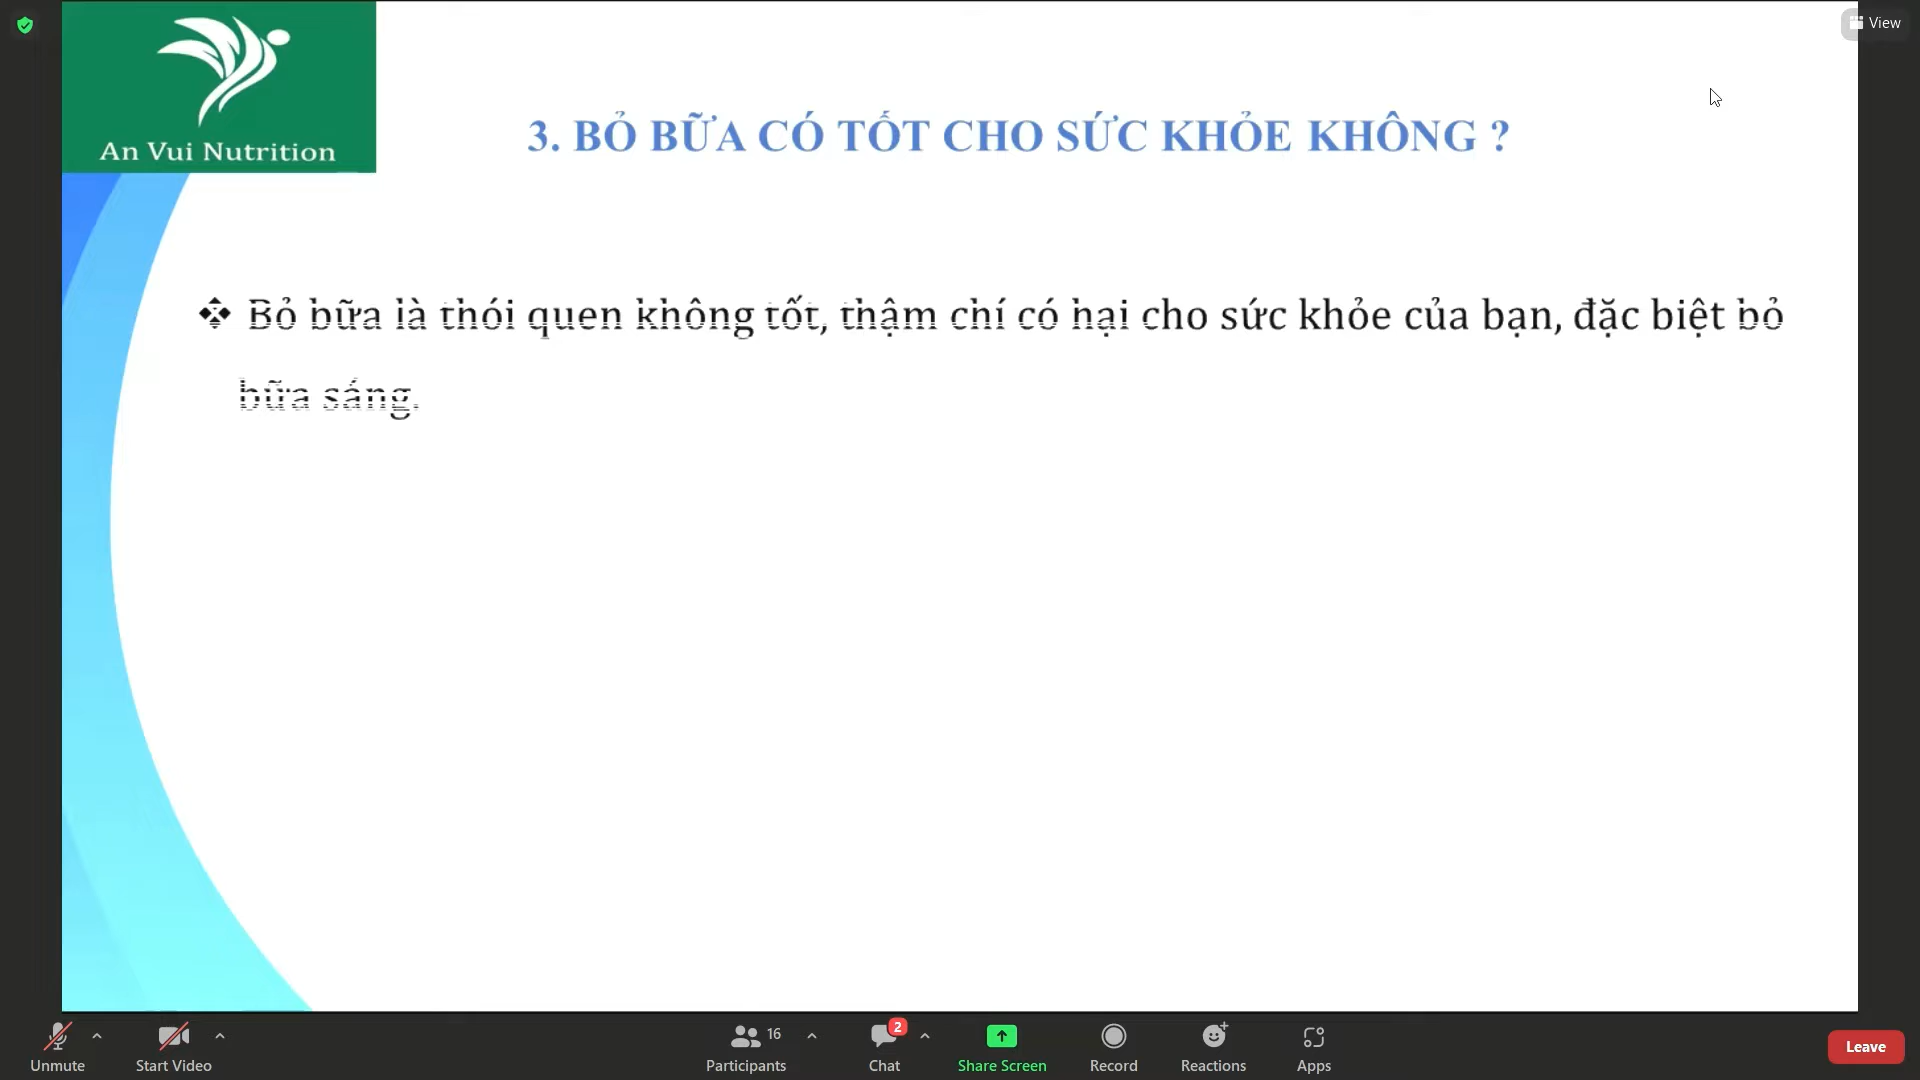 View
An Vui Nutrition
3. BỎ BỮA CÓ TỐT CHO SỨC KHỎE KHÔNG ?
❖ Bỏ bữa là thói quen không tốt, thậm chí có hại cho sức khỏe của bạn, đặc biệt bỏ
bữa sáng.
Unmute
Start Video
16
Participants
2
Chat
Share Screen
Record
Reactions
Apps
Leave